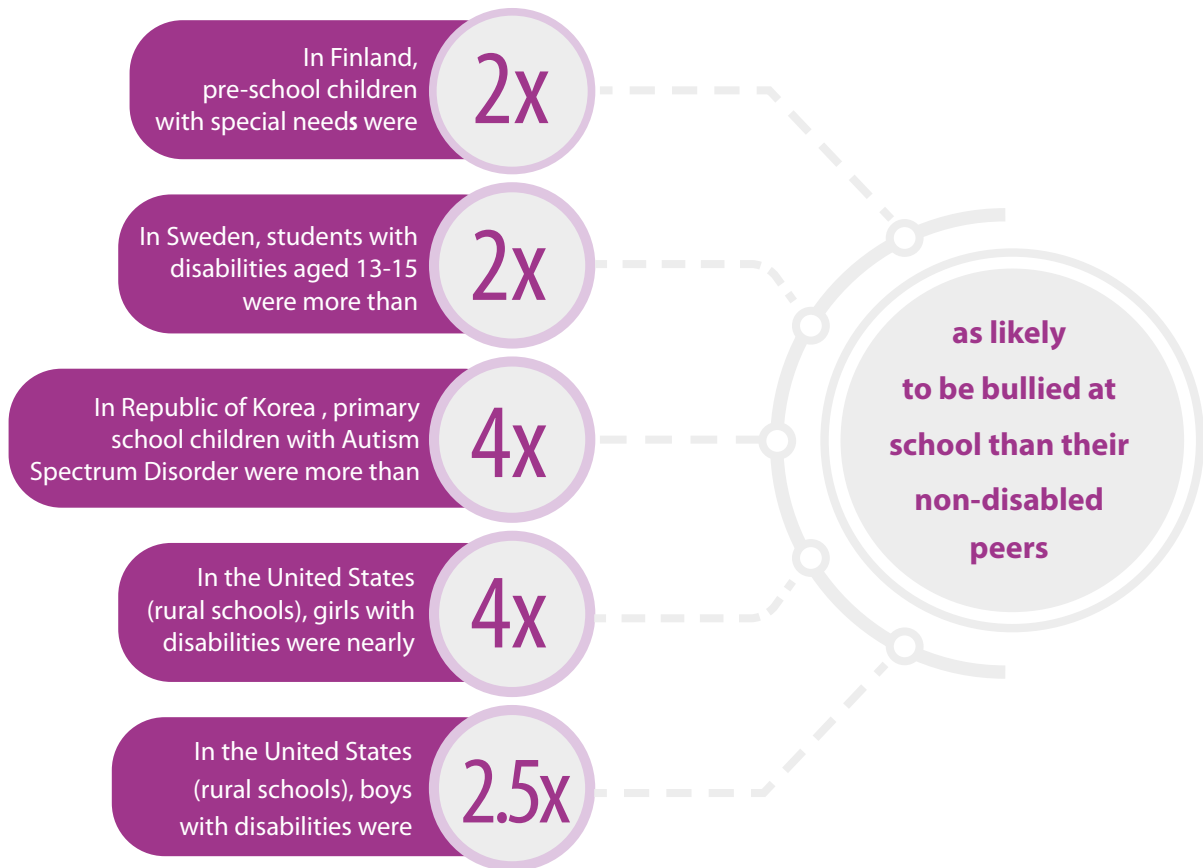 In Finland,
pre-school children
with special needs were
2x
In Sweden, students with
disabilities aged 13-15
were more than
2x
In Republic of Korea , primary
school children with Autism
Spectrum Disorder were more than
4x
In the United States
(rural schools), girls with
disabilities were nearly
4x
In the United States
(rural schools), boys
with disabilities were
2.5x
as likely
to be bullied at
school than their
non-disabled
peers